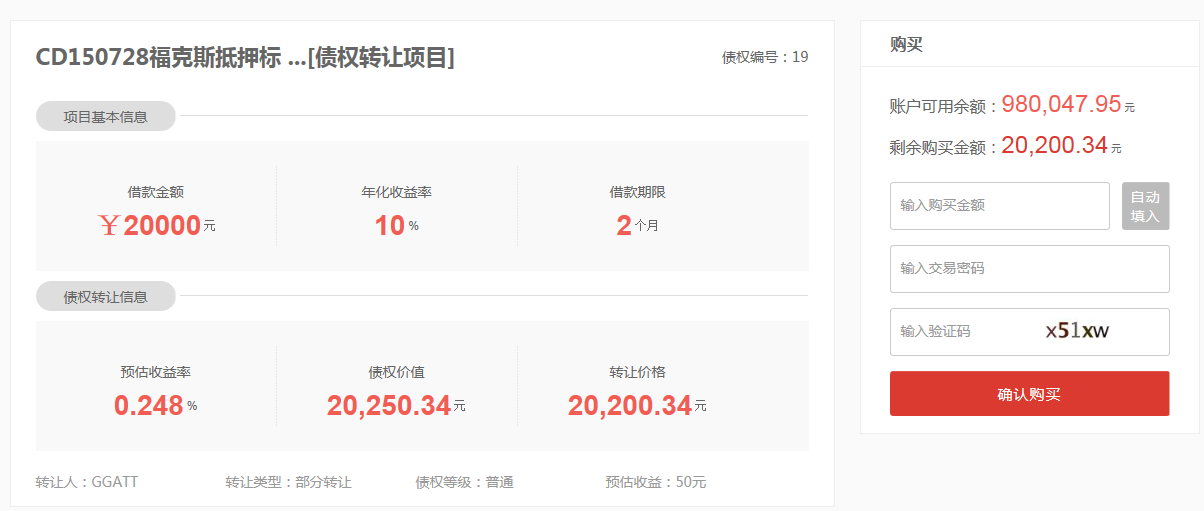 CD150728福克斯抵押标 ...[债权转让项目]
债权编号：19
项目基本信息
借款金额
￥20000元
年化收益率
10 %
借款期限
2 个月
债权转让信息
预估收益率
0.248 %
债权价值
20,250.34元
转让价格
20,200.34元
转让人：GGATT
转让类型：部分转让
债权等级：普通
预估收益：50元
购买
账户可用余额：980,047.95元
剩余购买金额：20,200.34元
输入购买金额
自动
填入
输入交易密码
输入验证码
x51xw
确认购买